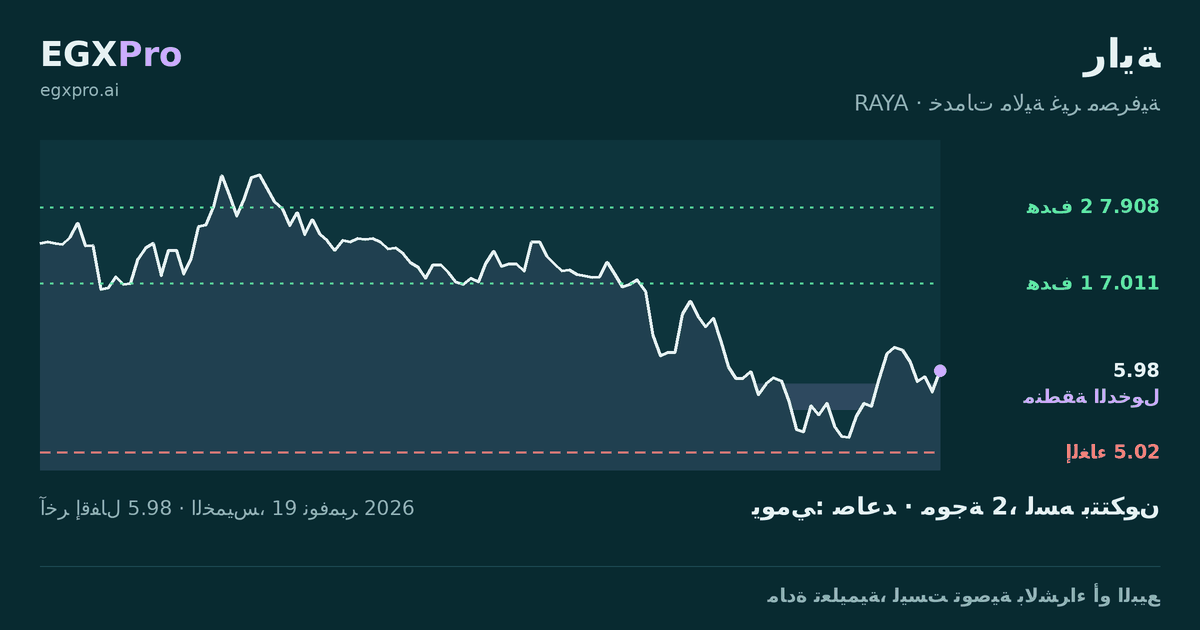 EGXPro
egxpro.ai
راية
RAYA · خدمات مالية غير مصرفية
هدف 2 7.908
هدف 1 7.011
5.98
منطقة الدخول
إلغاء 5.02
يومي: صاعد · موجة 2، لسه بتتكون
آخر إقفال 5.98 · الخميس، 19 نوفمبر 2026
مادة تعليمية، ليست توصية بالشراء أو البيع